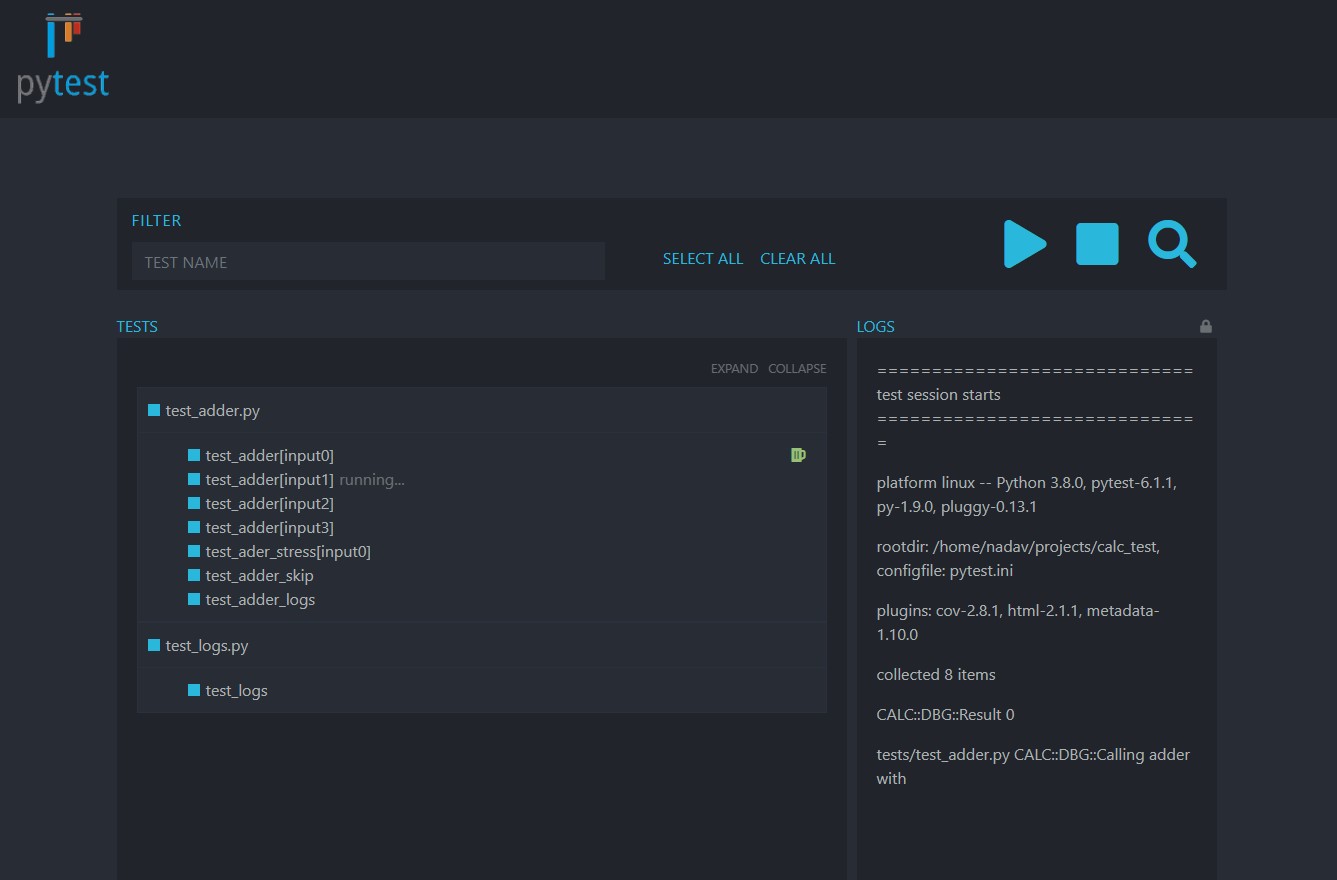 pytest
FILTER
TEST NAME
SELECT ALL CLEAR ALL
TESTS
EXPAND COLLAPSE
test_adder.py
test_adder[input0]
test_adder[input1] running...
test_adder[input2]
test_adder[input3]
test_ader_stress[input0]
test_adder_skip
test_adder_logs
test_logs.py
test_logs
LOGS
=============================
test session starts
=============================
=
platform linux -- Python 3.8.0, pytest-6.1.1,
py-1.9.0, pluggy-0.13.1
rootdir: /home/nadav/projects/calc_test,
configfile: pytest.ini
plugins: cov-2.8.1, html-2.1.1, metadata-
1.10.0
collected 8 items
CALC::DBG::Result 0
tests/test_adder.py CALC::DBG::Calling adder
with